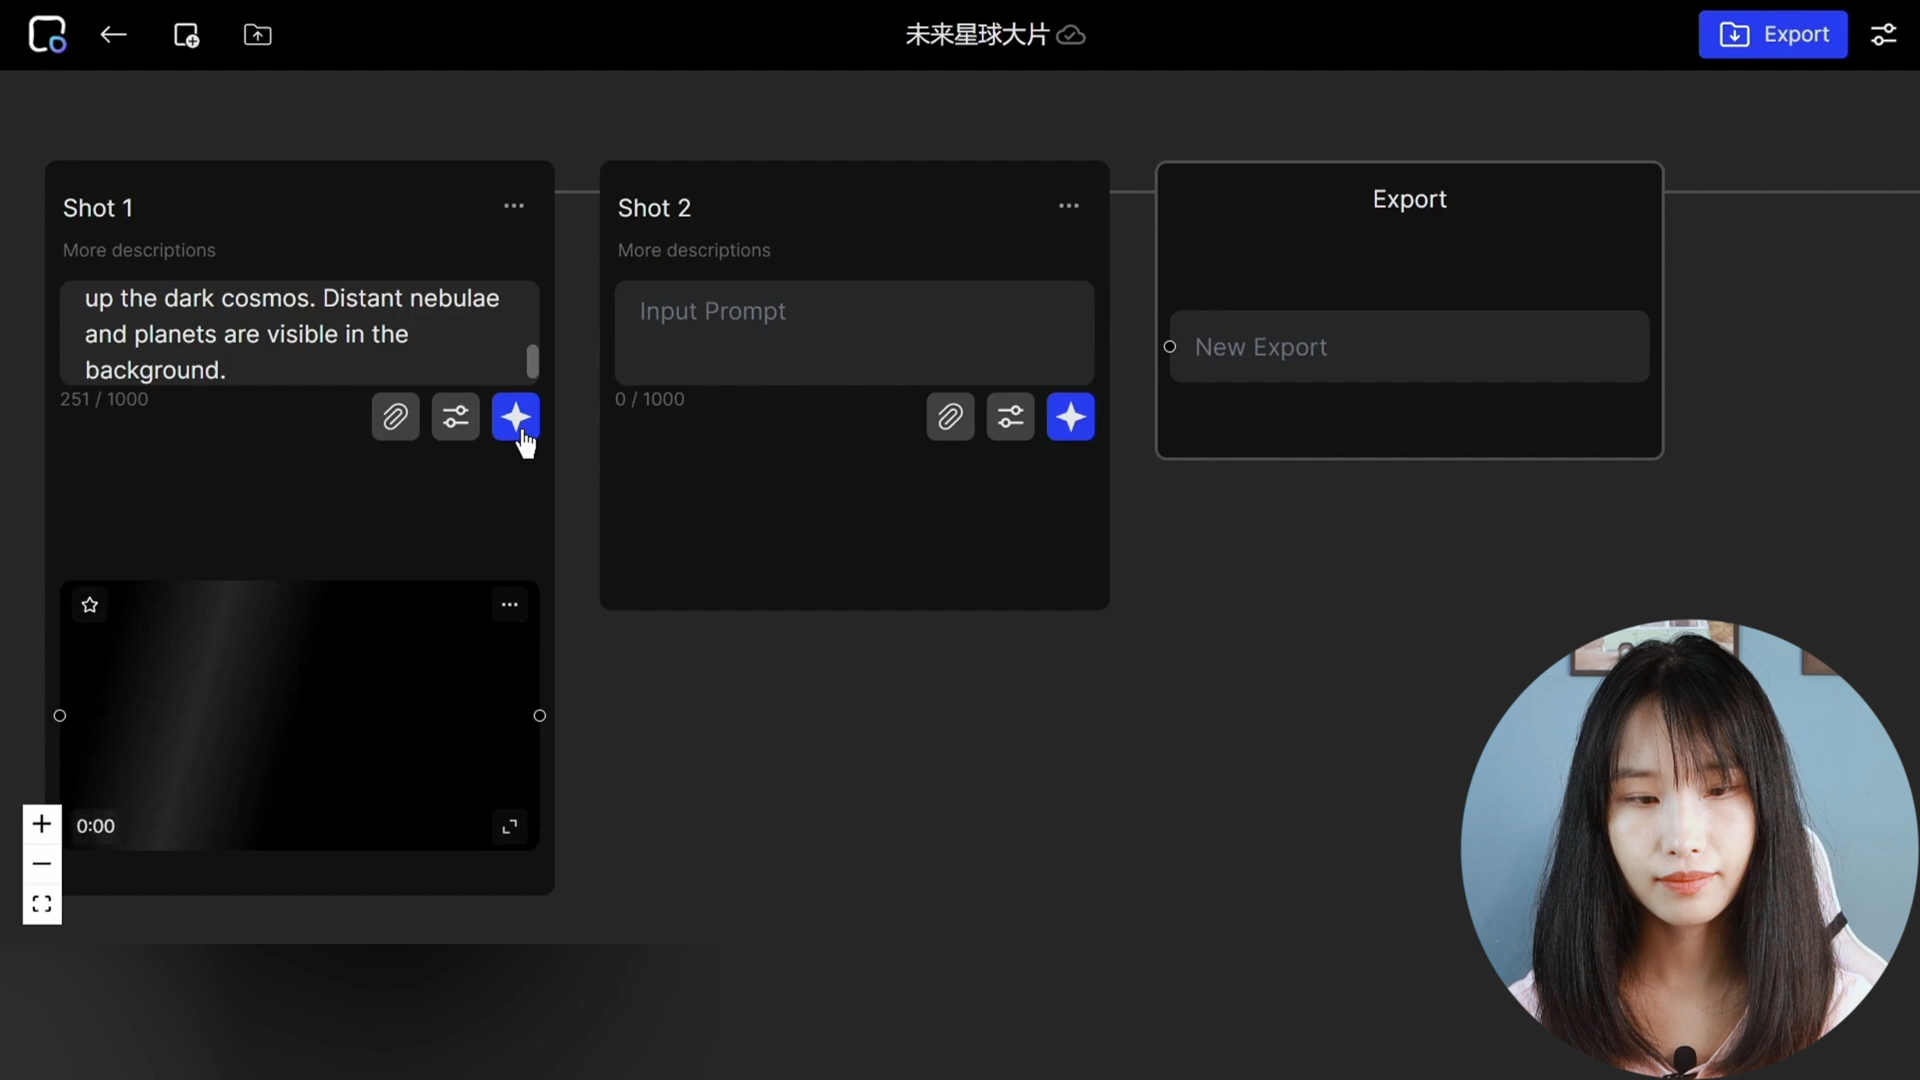 未来星球大片
Export
Shot 1
More descriptions
up the dark cosmos. Distant nebulae
and planets are visible in the
background.
251 / 1000
0:00
Shot 2
More descriptions
Input Prompt
0 / 1000
Export
New Export